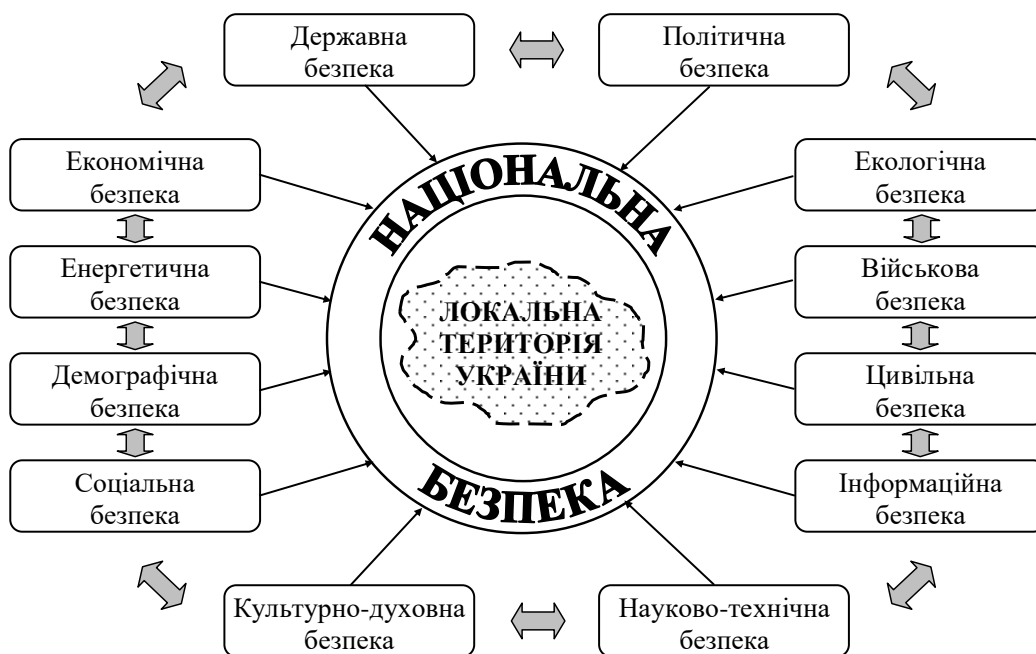 Державна
безпека
Політична
безпека
Економічна
безпека
Екологічна
безпека
НАЦІОНАЛЬНА
Енергетична
безпека
Військова
безпека
ЛОКАЛЬНА
ТЕРИТОРІЯ
УКРАЇНИ
Демографічна
безпека
Цивільна
безпека
Соціальна
безпека
Інформаційна
безпека
БЕЗПЕКА
Культурно-духовна
безпека
Науково-технічна
безпека